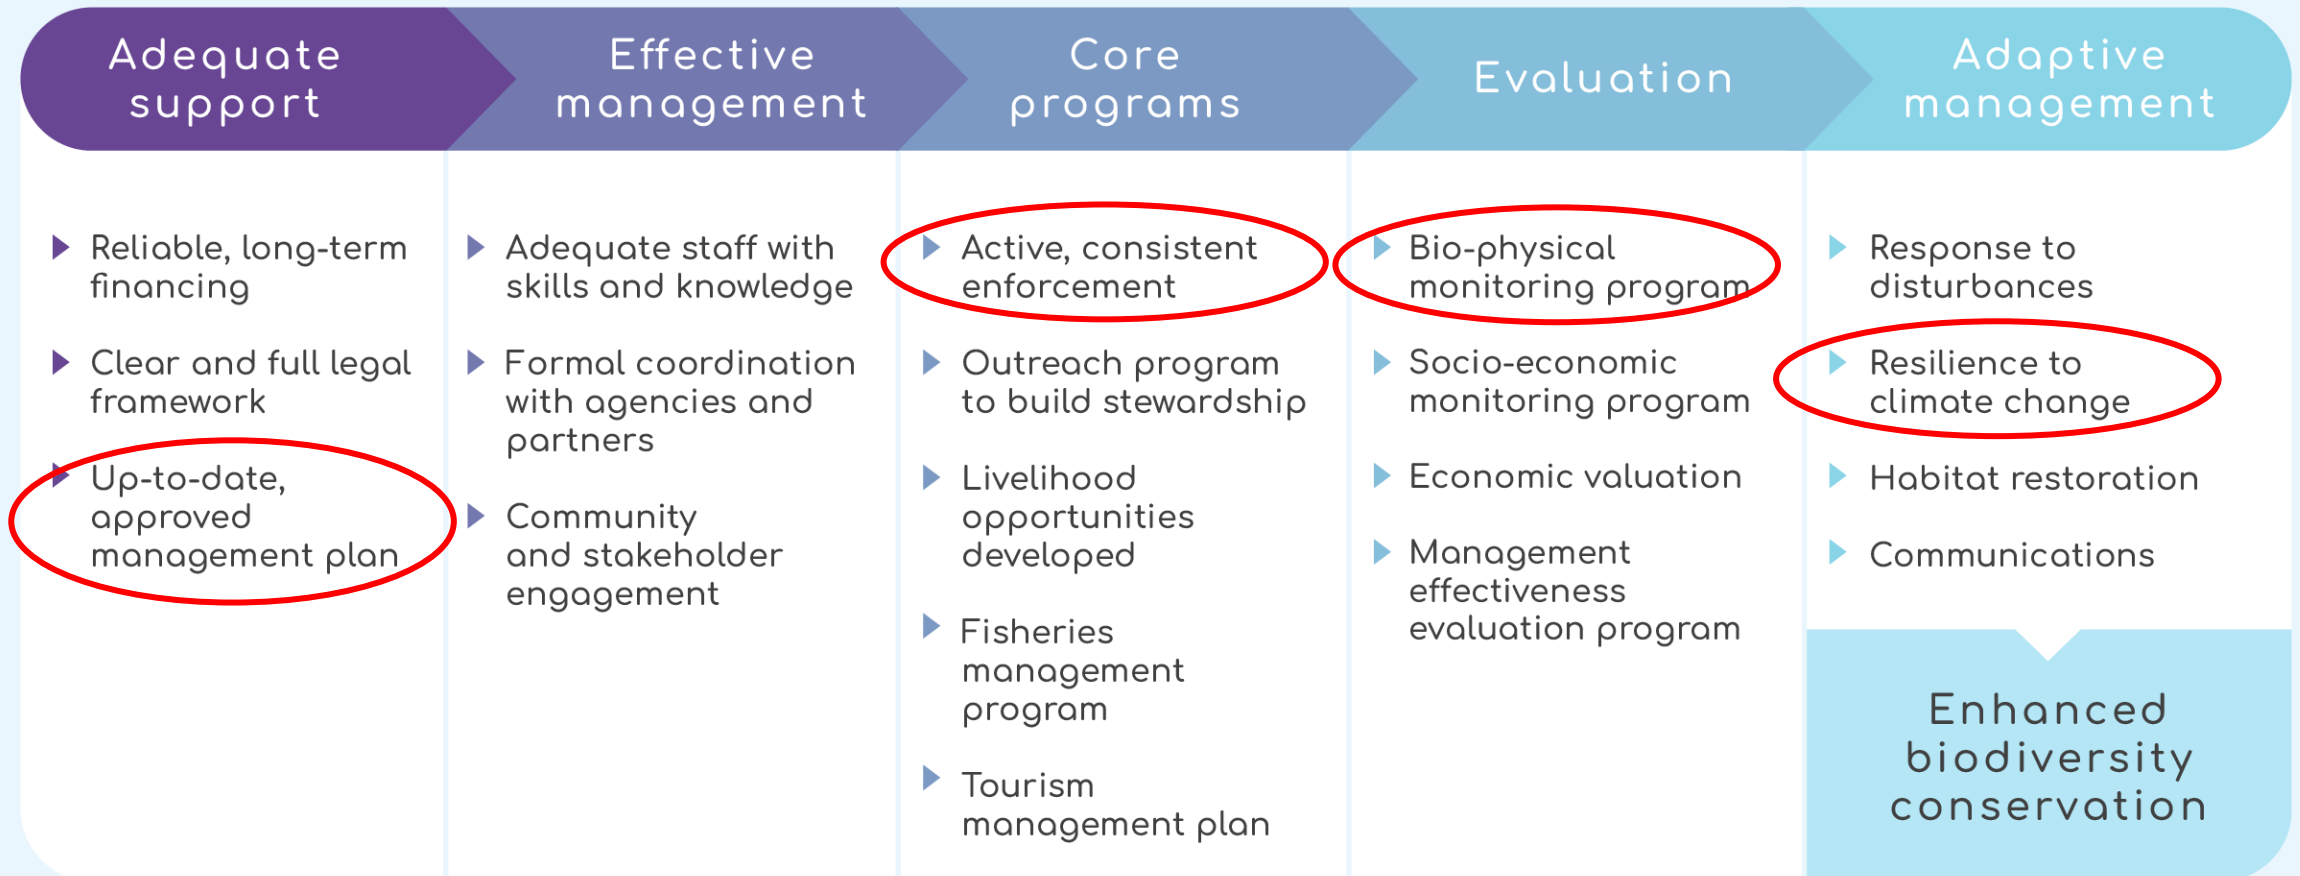 Adequate
support
Effective
management
Core
programs
Evaluation
Adaptive
management
Reliable, long-term
financing
Clear and full legal
framework
Up-to-date,
approved
management plan
Adequate staff with
skills and knowledge
Formal coordination
with agencies and
partners
Community
and stakeholder
engagement
Active, consistent
enforcement
Outreach program
to build stewardship
Livelihood
opportunities
developed
Fisheries
management
program
Tourism
management plan
Bio-physical
monitoring program
Socio-economic
monitoring program
Economic valuation
Management
effectiveness
evaluation program
Response to
disturbances
Resilience to
climate change
Habitat restoration
Communications
Enhanced
biodiversity
conservation